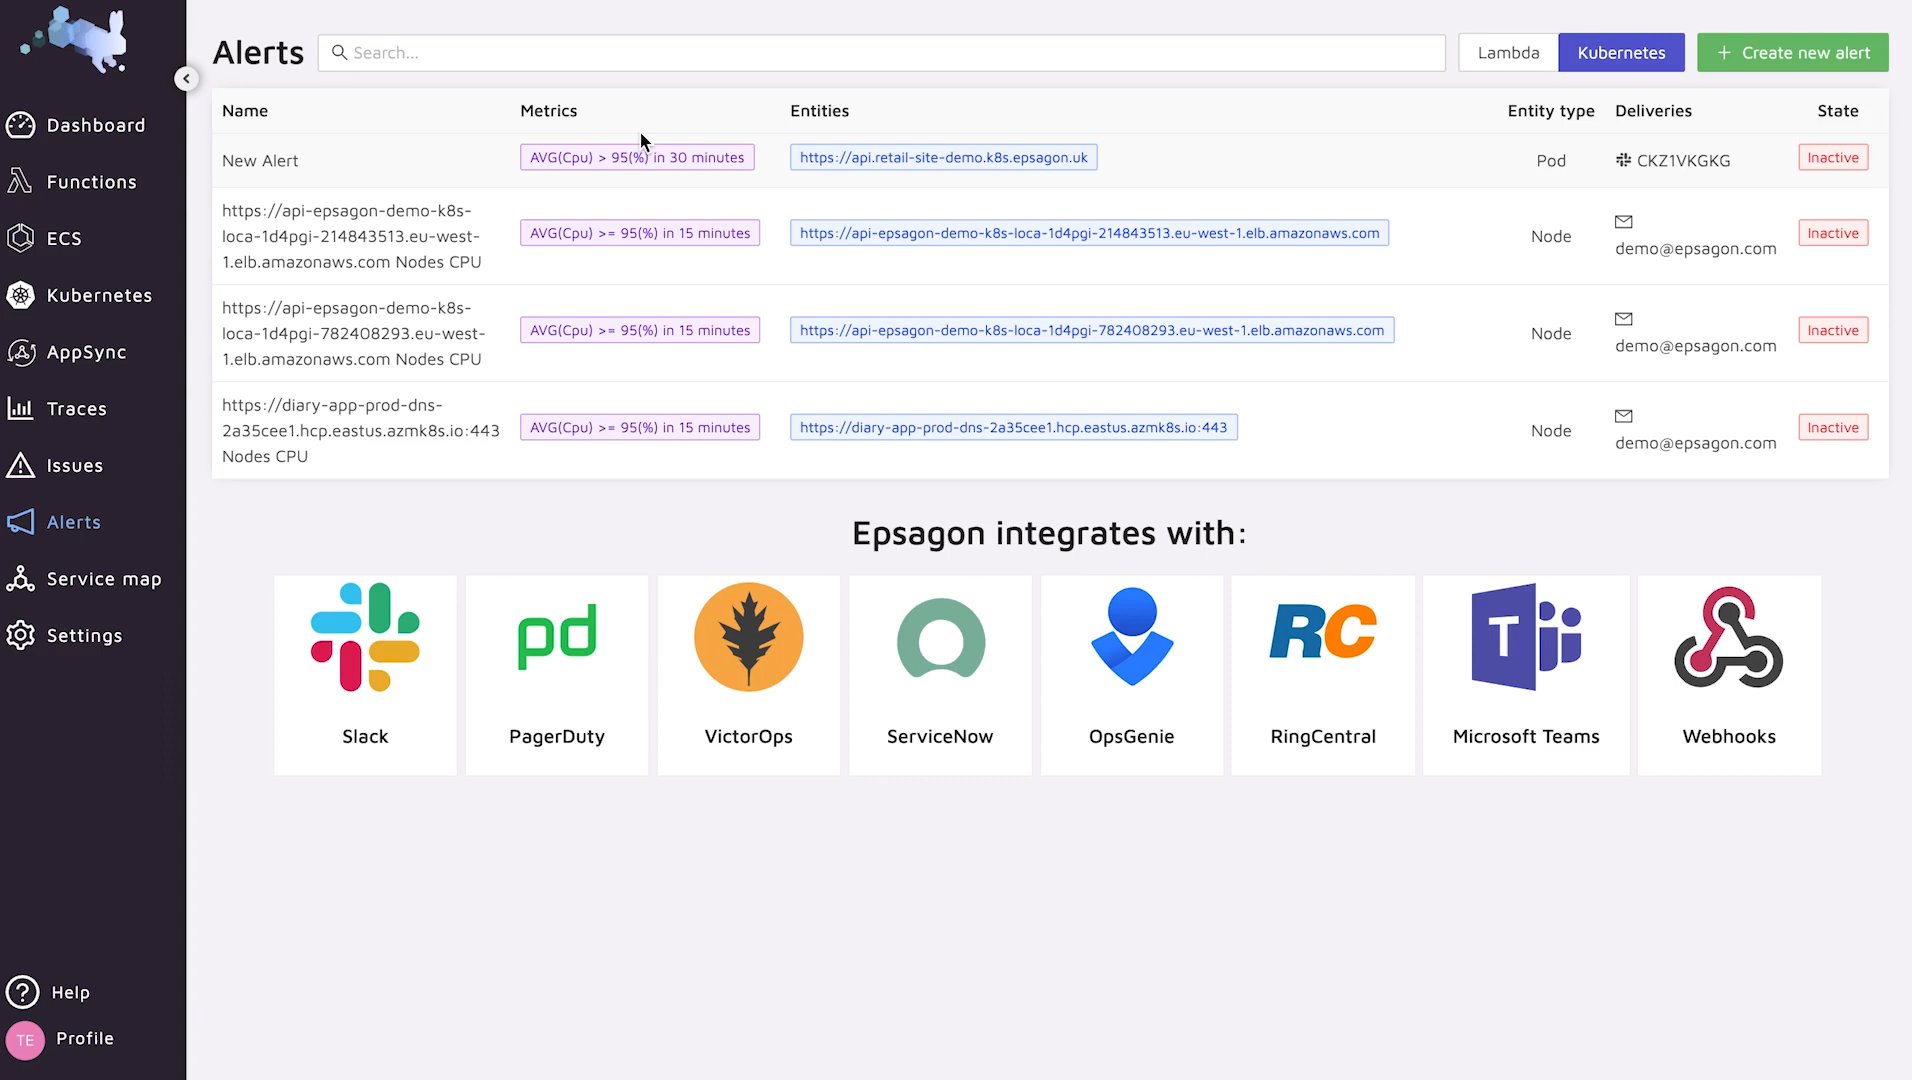 Alerts
Search...
Lambda
Kubernetes
+ Create new alert
Name
Metrics
Entities
Entity type
Deliveries
State
New Alert
AVG(Cpu) > 95(%) in 30 minutes
https://api.retail-site-demo.k8s.epsagon.uk
Pod
CKZ1VKGKG
Inactive
https://api-epsagon-demo-k8s-
loca-1d4pgi-214843513.eu-west-
1.elb.amazonaws.com Nodes CPU
AVG(Cpu) >= 95(%) in 15 minutes
https://api-epsagon-demo-k8s-loca-1d4pgi-214843513.eu-west-1.elb.amazonaws.com
Node
demo@epsagon.com
Inactive
https://api-epsagon-demo-k8s-
loca-1d4pgi-782408293.eu-west-
1.elb.amazonaws.com Nodes CPU
AVG(Cpu) >= 95(%) in 15 minutes
https://api-epsagon-demo-k8s-loca-1d4pgi-782408293.eu-west-1.elb.amazonaws.com
Node
demo@epsagon.com
Inactive
https://diary-app-prod-dns-
2a35cee1.hcp.eastus.azmk8s.io:443
Nodes CPU
AVG(Cpu) >= 95(%) in 15 minutes
https://diary-app-prod-dns-2a35cee1.hcp.eastus.azmk8s.io:443
Node
demo@epsagon.com
Inactive
Epsagon integrates with:
Slack
pd
PagerDuty
VictorOps
ServiceNow
OpsGenie
RC
RingCentral
T
Microsoft Teams
Webhooks
Dashboard
Functions
ECS
Kubernetes
AppSync
Traces
Issues
Alerts
Service map
Settings
Help
TE
Profile